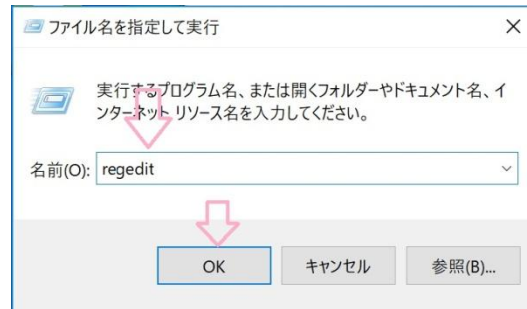 ファイル名を指定して実行
実行するプログラム名、または開くフォルダーやドキュメント名、イ
ンターネット リソース名を入力してください。
名前(O): regedit
OK キャンセル 参照(B)...